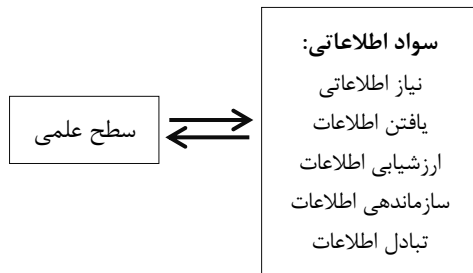 سواد اطلاعاتی:
نیاز اطلاعاتی
یافتن اطلاعات
ارزشیابی اطلاعات
سازماندهی اطلاعات
تبادل اطلاعات
سطح علمی